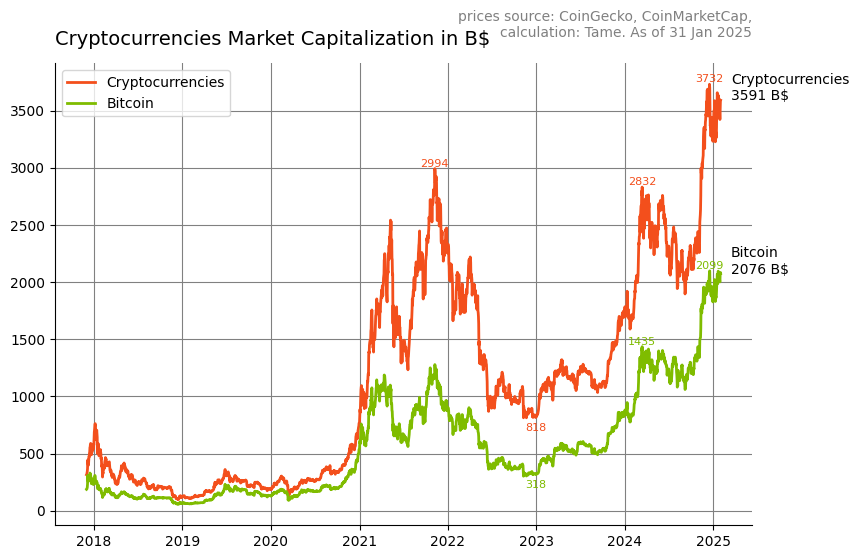 prices source: CoinGecko, CoinMarketCap,
calculation: Tame. As of 31 Jan 2025
Cryptocurrencies Market Capitalization in B$
Cryptocurrencies
Bitcoin
3732
Cryptocurrencies
3591 B$
2994
2832
Bitcoin
2076 B$
2099
1435
818
318
3500
3000
2500
2000
1500
1000
500
0
2018 2019 2020 2021 2022 2023 2024 2025